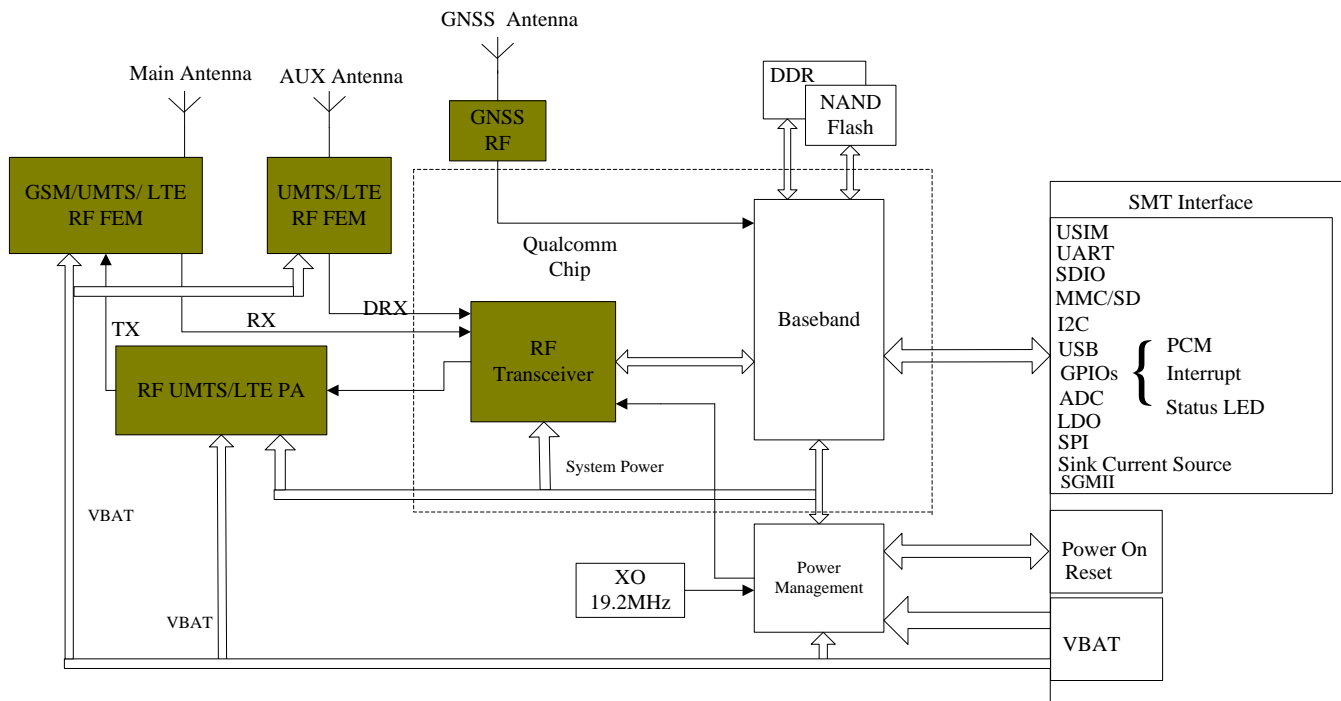 GNSS Antenna
Main Antenna
AUX Antenna
DDR
NAND
Flash
GNSS
RF
GSM/UMTS/ LTE
RF FEM
UMTS/LTE
RF FEM
Qualcomm
Chip
SMT Interface
USIM
UART
SDIO
MMC/SD
I2C
USB
GPIOs
ADC
LDO
SPI
Sink Current Source
SGMII
{
PCM
Interrupt
Status LED
DRX
RX
TX
Baseband
RF
Transceiver
RF UMTS/LTE PA
System Power
VBAT
Power On
Reset
Power
Management
XO
19.2MHz
VBAT
VBAT